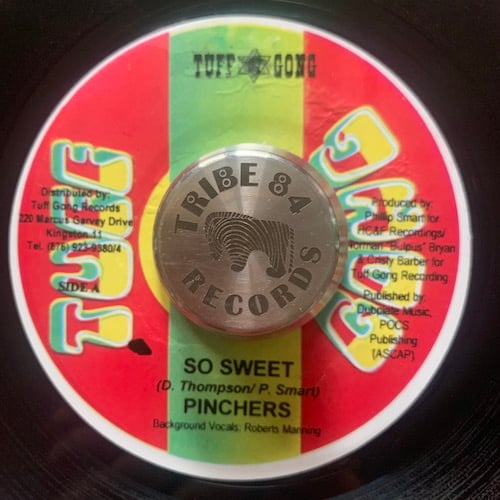 TUFF GONG
TUFF
GONG
TRIBE 84
RECORDS
Distributed by:
Tuff Gong Records
220 Marcus Garvey Drive
Kingston 11
Tel. (876) 923-9380/4
SIDE A
Produced by:
Phillip Smart for
HC&F Recordings/
Norman "Bulpus" Bryan
& Cristy Barber for
Tuff Gong Recording
Published by:
Dubplate Music,
POCS
Publishing
(ASCAP)
SO SWEET
(D. Thompson/ P. Smart)
PINCHERS
Background Vocals: Roberts Manning